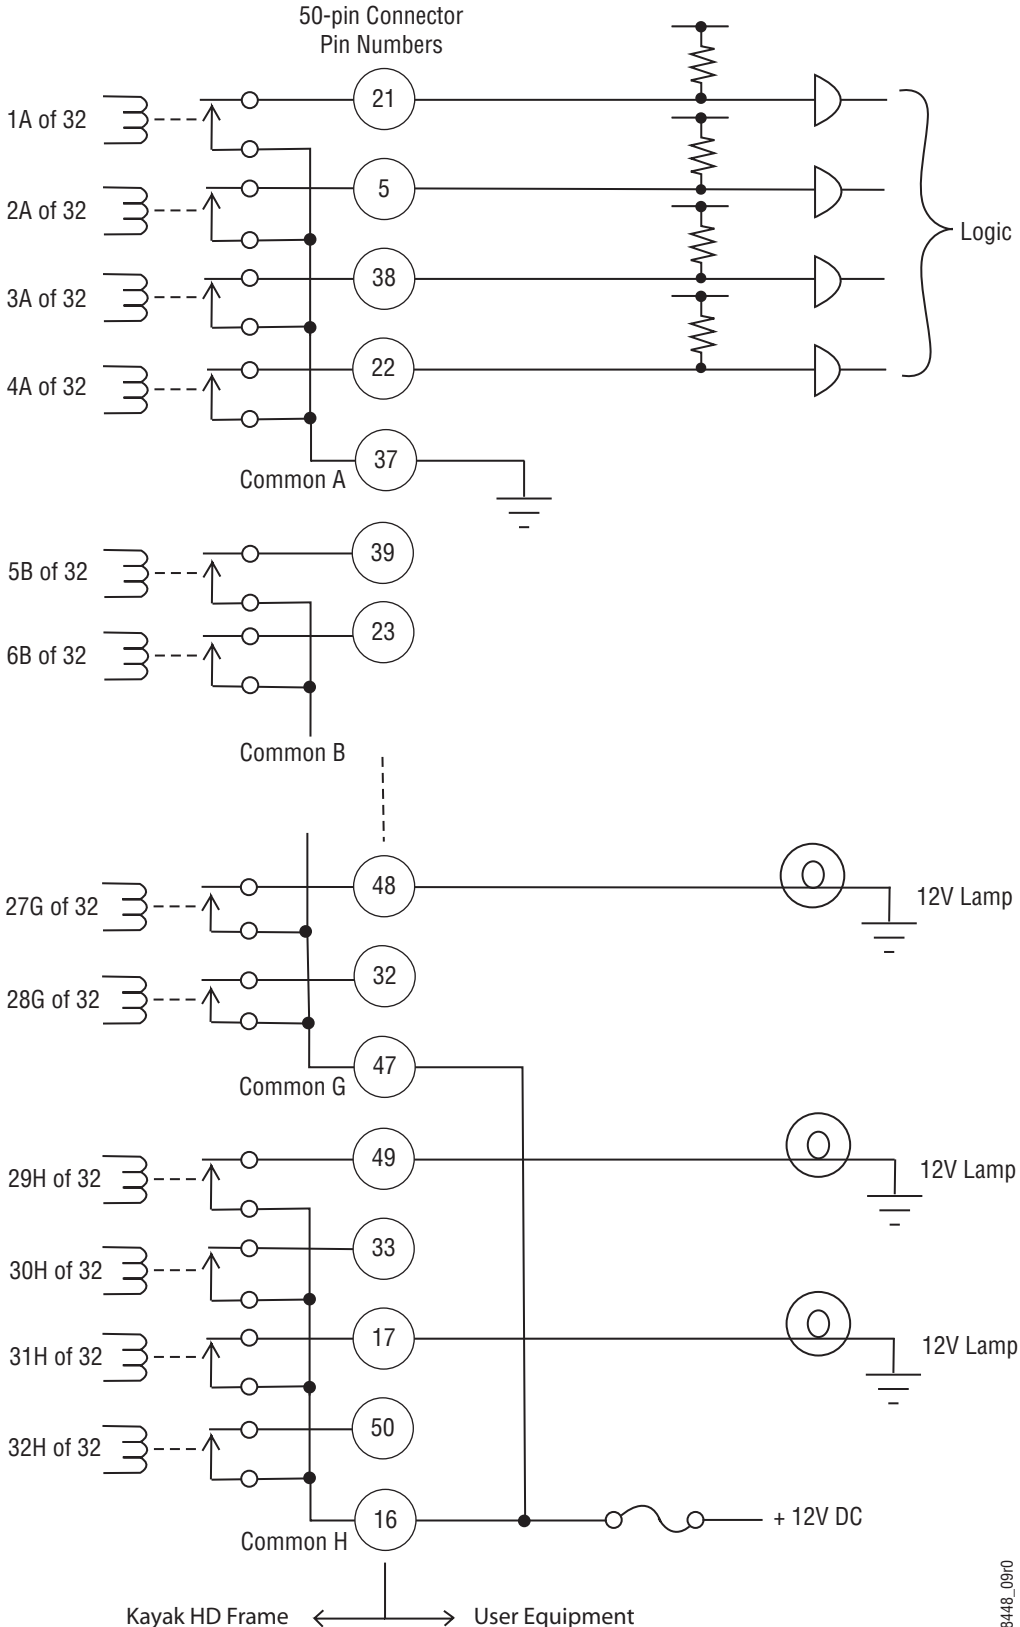 50-pin Connector
Pin Numbers
1A of 32
21
2A of 32
5
Logic
3A of 32
38
4A of 32
22
37
Common A
5B of 32
39
6B of 32
23
Common B
27G of 32
48
12V Lamp
28G of 32
32
47
Common G
29H of 32
49
12V Lamp
30H of 32
33
31H of 32
17
12V Lamp
32H of 32
50
16
+ 12V DC
Common H
Kayak HD Frame
User Equipment
8448_09r0